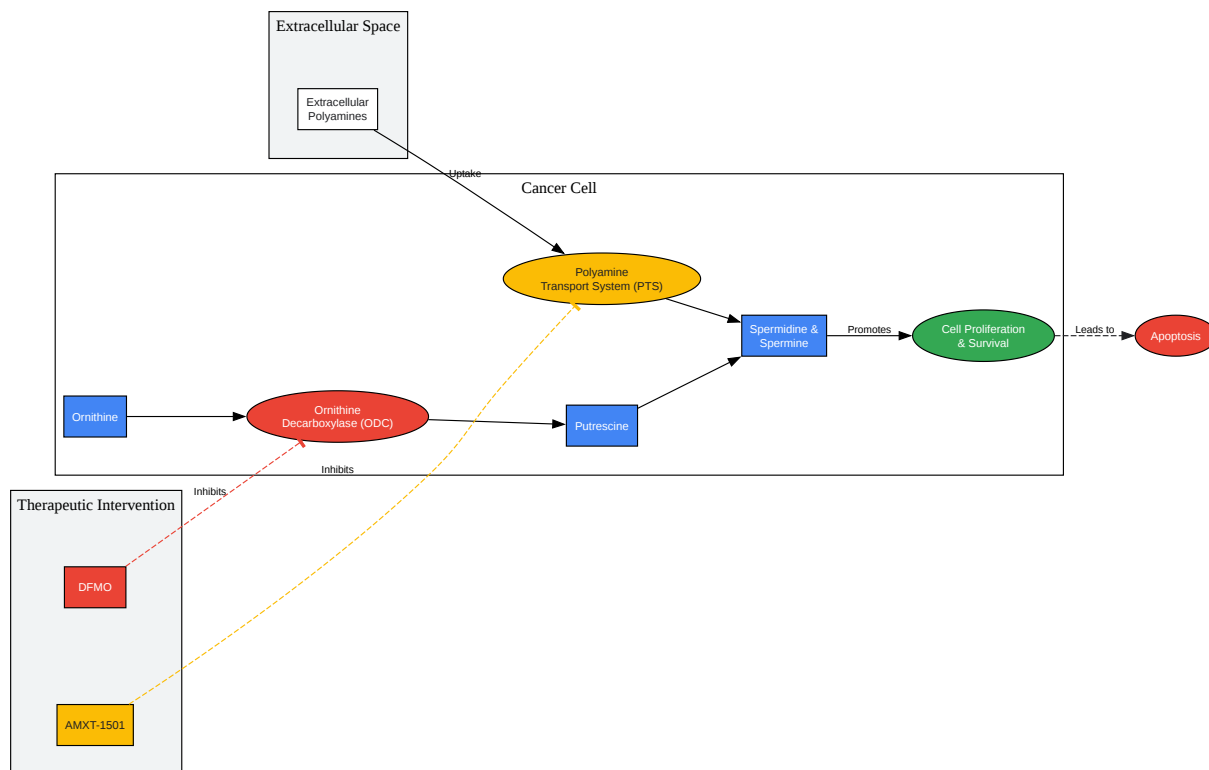 Extracellular Space
Extracellular
Polyamines
Uptake
Cancer Cell
Polyamine
Transport System (PTS)
Spermidine &
Spermine
Promotes
Cell Proliferation
& Survival
Leads to
Apoptosis
Ornithine
Ornithine
Decarboxylase (ODC)
Putrescine
Inhibits
Inhibits
Therapeutic Intervention
DFMO
AMXT-1501